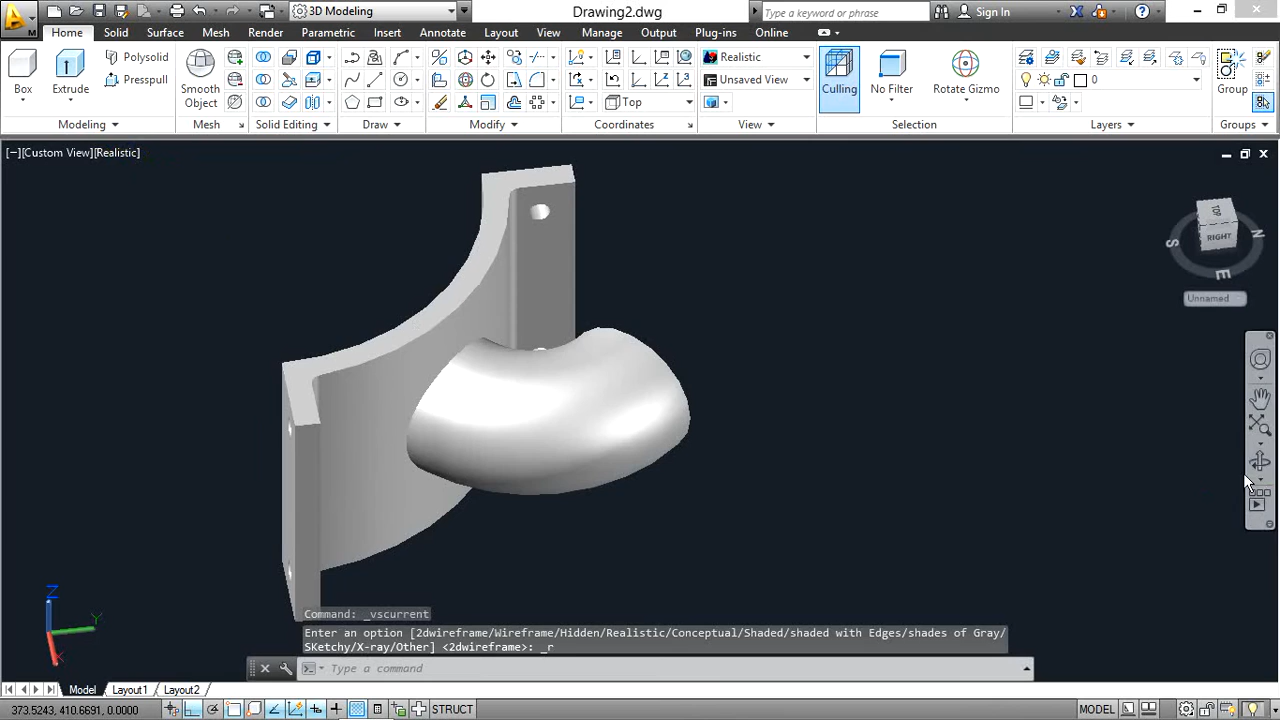 3D Modeling
Drawing2.dwg
Type a keyword or phrase
Sign In
Home Solid Surface Mesh Render Parametric Insert Annotate Layout View Manage Output Plug-ins Online
Box
Extrude
Polysolid
Presspull
Smooth
Object
Realistic
Unsaved View
Top
Culling
No Filter
Rotate Gizmo
0
Group
Modeling Mesh Solid Editing Draw Modify Coordinates View Selection Layers Groups
[−][Custom View][Realistic]
TOP
RIGHT
S
N
E
Unnamed
Z
Y
X
Command: _vscurrent
Enter an option [2dwireframe/Wireframe/Hidden/Realistic/Conceptual/Shaded/shaded with Edges/shades of Gray/
SKetchy/X-ray/Other] <2dwireframe>: _r
Type a command
Model Layout1 Layout2
373.5243, 410.6691, 0.0000
STRUCT
MODEL